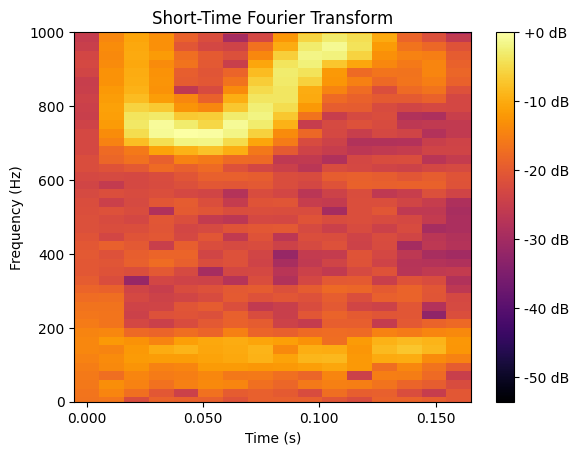 Short-Time Fourier Transform
1000
800
600
400
200
0
Frequency (Hz)
0.000
0.050
0.100
0.150
Time (s)
+0 dB
-10 dB
-20 dB
-30 dB
-40 dB
-50 dB